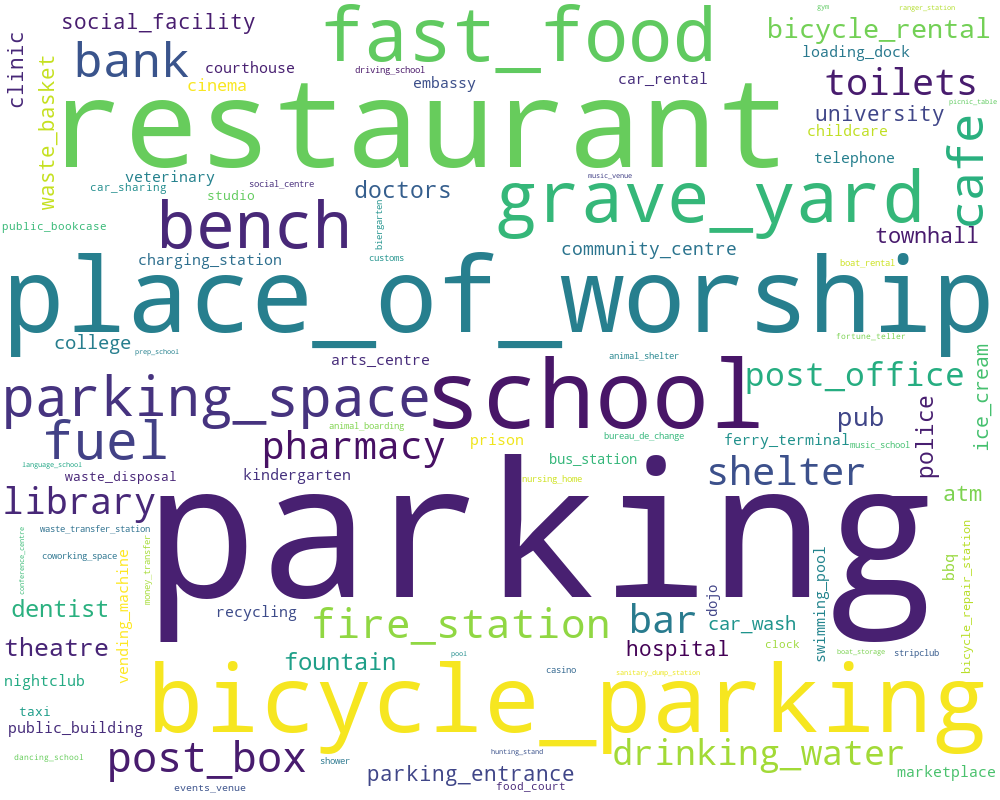 gym
ranger_station
social_facility
fast_food
bicycle_rental
clinic
bank
courthouse
driving_school
embassy
car_rental
loading_dock
toilets
waste_basket
cinema
restaurant
university
picnic_table
childcare
cafe
veterinary
car_sharing
social_centre
studio
doctors
music_venue
grave_yard
telephone
public_bookcase
bench
biergarten
townhall
charging_station
customs
community_centre
boat_rental
place_of_worship
college
prep_school
arts_centre
animal_shelter
fortune_teller
parking_space
school
post_office
ice_cream
fuel
pharmacy
animal_boarding
prison
bureau_de_change
pub
police
ferry_terminal
music_school
language_school
waste_disposal
kindergarten
bus_station
nursing_home
shelter
library
parking
atm
waste_transfer_station
coworking_space
conference_centre
money_transfer
vending_machine
swimming_pool
bbq
bicycle_repair_station
dentist
recycling
fire_station
bar
dojo
car_wash
theatre
fountain
pool
hospital
clock
boat_storage
stripclub
nightclub
bicycle_parking
casino
sanitary_dump_station
taxi
public_building
post_box
hunting_stand
drinking_water
dancing_school
shower
parking_entrance
marketplace
events_venue
food_court